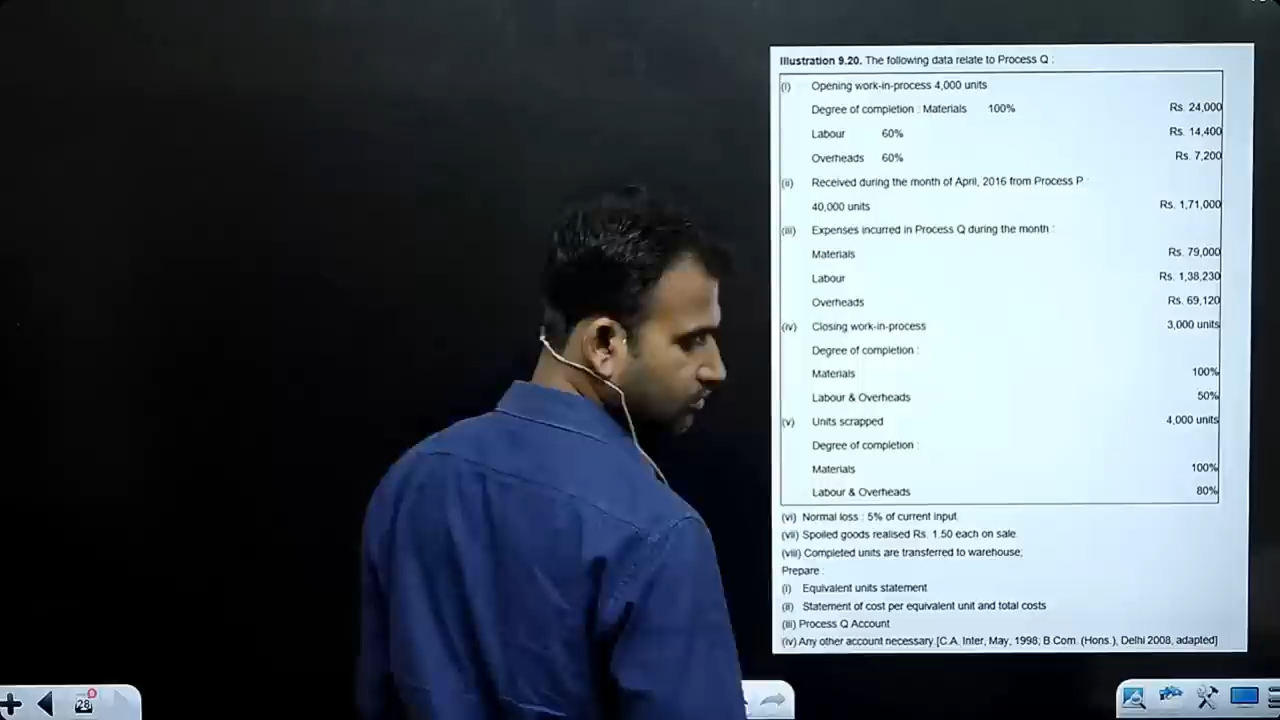 Illustration 9.20. The following data relate to Process Q :
(i) Opening work-in-process 4,000 units
Degree of completion : Materials 100% Rs. 24,000
Labour 60% Rs. 14,400
Overheads 60% Rs. 7,200
(ii) Received during the month of April, 2016 from Process P
40,000 units Rs. 1,71,000
(iii) Expenses incurred in Process Q during the month :
Materials Rs. 79,000
Labour Rs. 1,38,230
Overheads Rs. 69,120
(iv) Closing work-in-process 3,000 units
Degree of completion :
Materials 100%
Labour & Overheads 50%
(v) Units scrapped 4,000 units
Degree of completion :
Materials 100%
Labour & Overheads 80%
(vi) Normal loss : 5% of current input
(vii) Spoiled goods realised Rs. 1.50 each on sale.
(viii) Completed units are transferred to warehouse;
Prepare :
(i) Equivalent units statement
(ii) Statement of cost per equivalent unit and total costs
(iii) Process Q Account
(iv) Any other account necessary [C.A. Inter, May, 1998; B.Com. (Hons.), Delhi 2008, adapted]
28